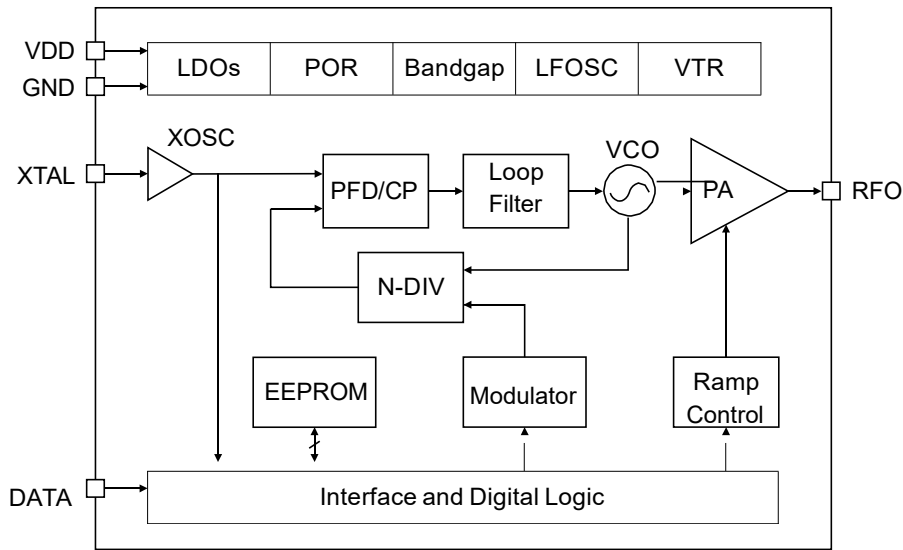 VDD
GND
LDOs
POR
Bandgap
LFOSC
VTR
XTAL
XOSC
PFD/CP
Loop
Filter
VCO
PA
RFO
N-DIV
EEPROM
Modulator
Ramp
Control
DATA
Interface and Digital Logic